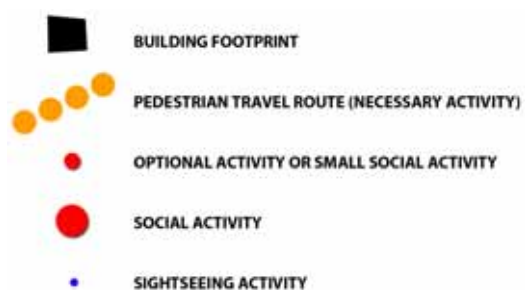 BUILDING FOOTPRINT
PEDESTRIAN TRAVEL ROUTE (NECESSARY ACTIVITY)
OPTIONAL ACTIVITY OR SMALL SOCIAL ACTIVITY
SOCIAL ACTIVITY
SIGHTSEEING ACTIVITY